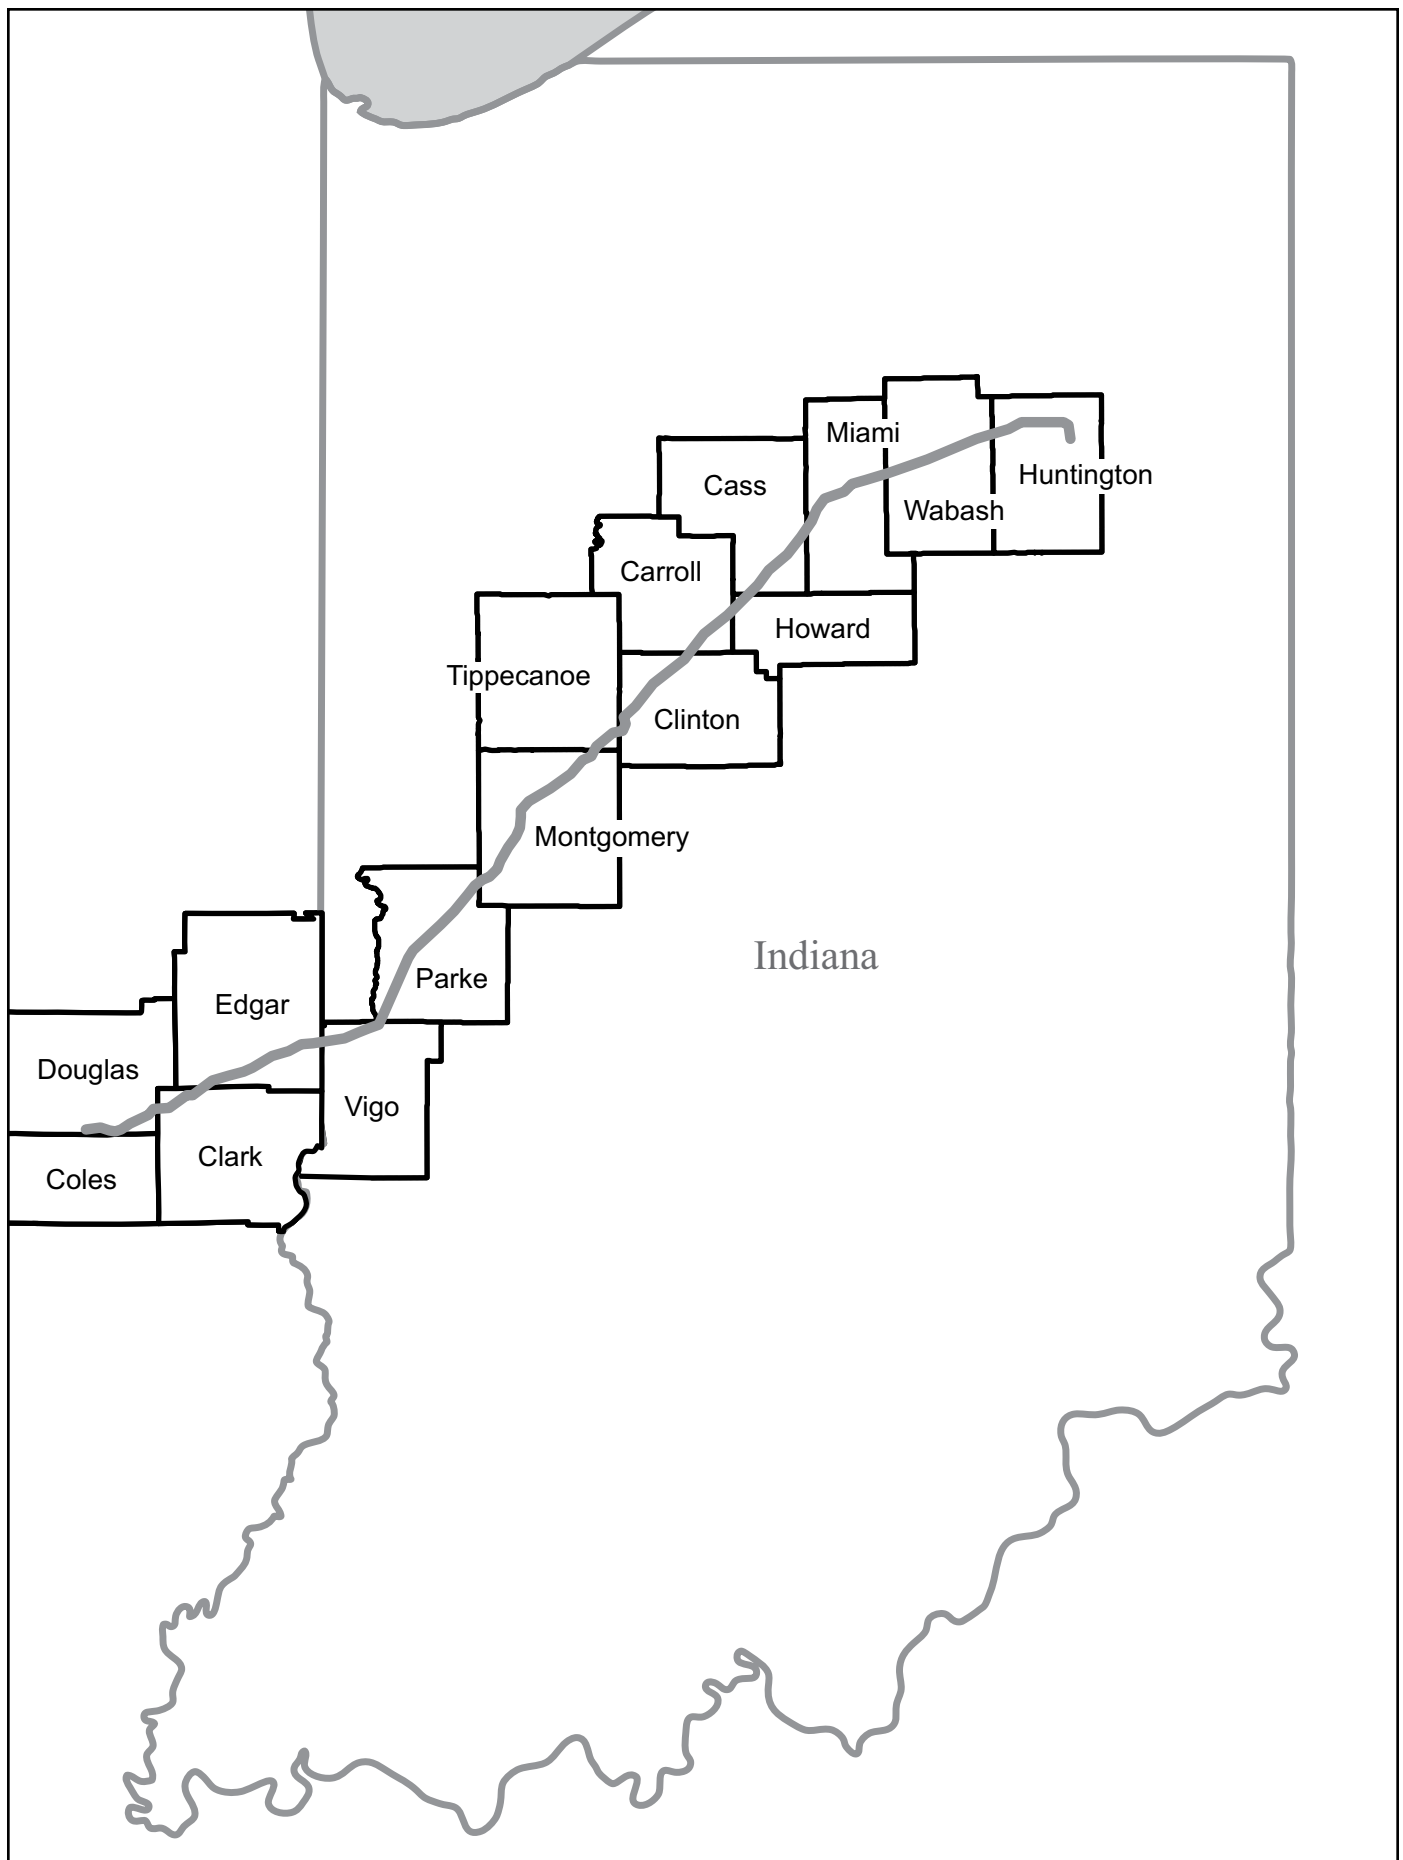 Miami
Huntington
Cass
Wabash
Carroll
Howard
Tippecanoe
Clinton
Montgomery
Indiana
Parke
Edgar
Douglas
Vigo
Clark
Coles